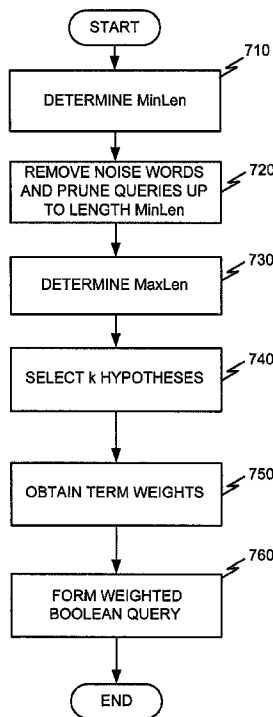 START
710
DETERMINE MinLen
720
REMOVE NOISE WORDS
AND PRUNE QUERIES UP
TO LENGTH MinLen
730
DETERMINE MaxLen
740
SELECT k HYPOTHESES
750
OBTAIN TERM WEIGHTS
760
FORM WEIGHTED
BOOLEAN QUERY
END